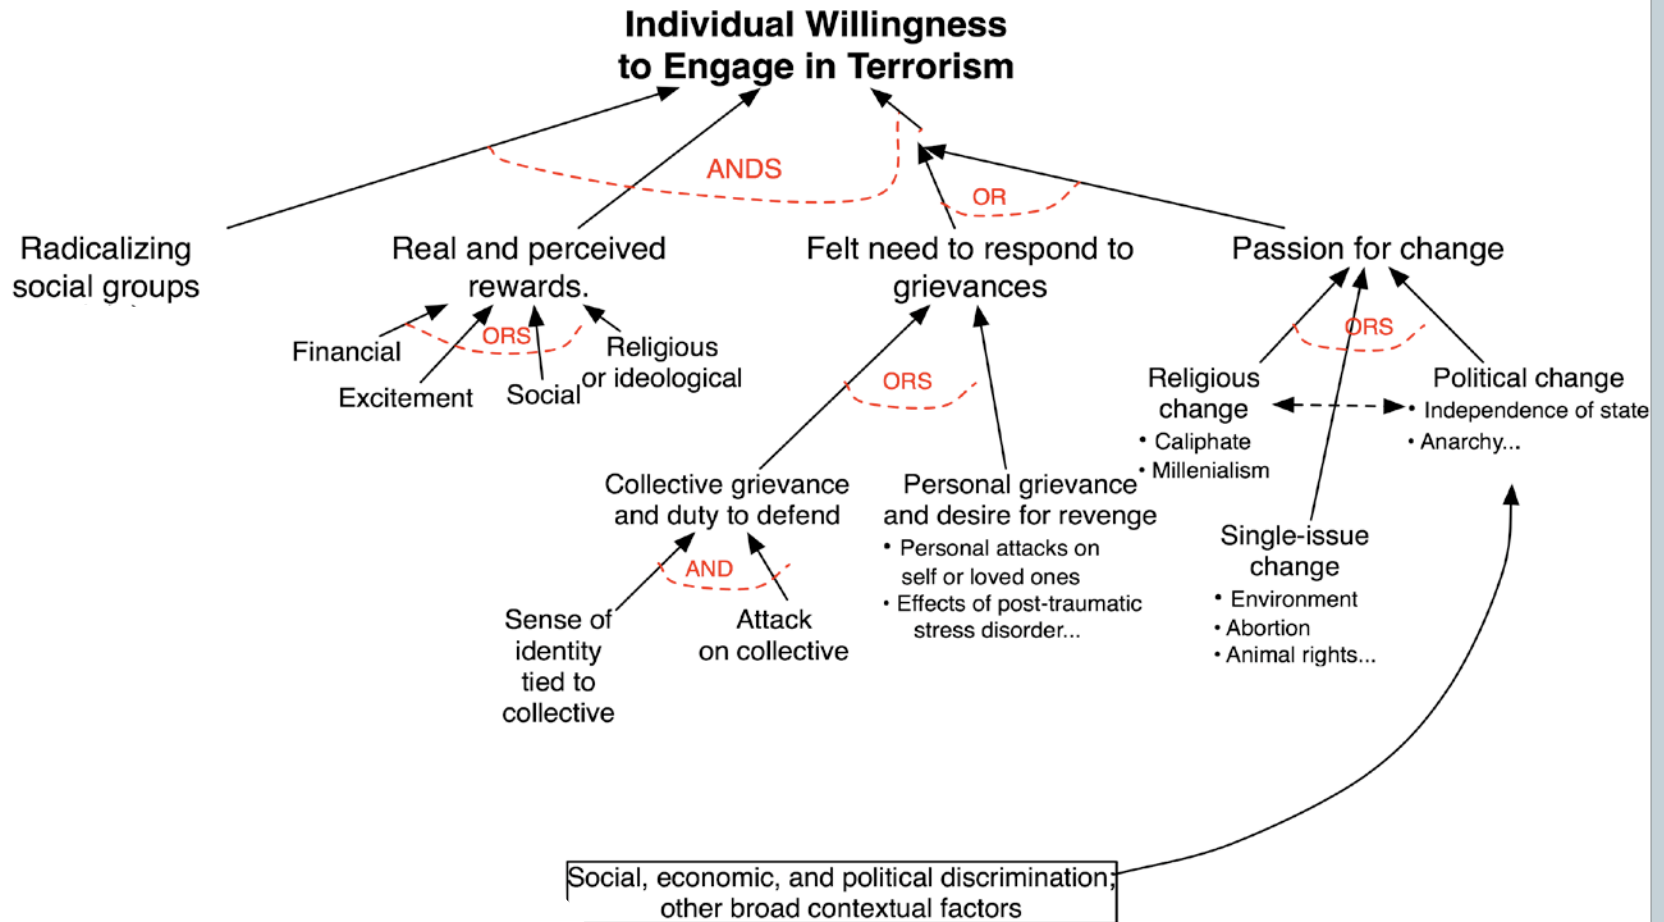 Individual Willingness
to Engage in Terrorism
ANDS
OR
Radicalizing
social groups
Real and perceived
rewards.
Felt need to respond to
grievances
Passion for change
ORS
Financial
Excitement
Social
Religious
or ideological
ORS
ORS
Religious
change
• Caliphate
• Millenialism
Political change
• Independence of state
• Anarchy...
Collective grievance
and duty to defend
Personal grievance
and desire for revenge
• Personal attacks on
self or loved ones
• Effects of post-traumatic
stress disorder...
Single-issue
change
• Environment
• Abortion
• Animal rights...
AND
Sense of
identity
tied to
collective
Attack
on collective
Social, economic, and political discrimination;
other broad contextual factors